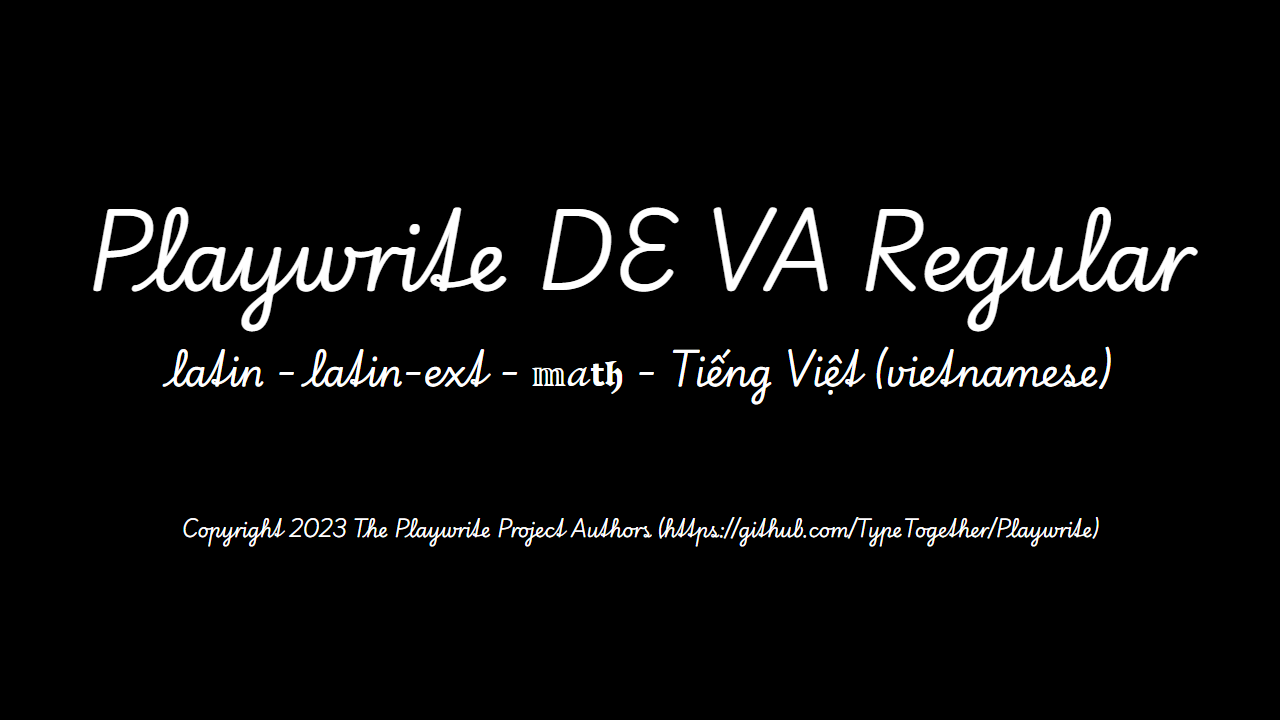 Playwrite DE VA Regular
latin - latin-ext - 𝕞𝑎𝐭𝖍 - Tiếng Việt (vietnamese)
Copyright 2023 The Playwrite Project Authors (https://github.com/TypeTogether/Playwrite)